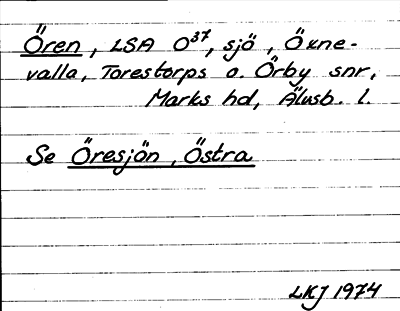 Ören, LSA O³⁷, sjö, Öxne-
valla, Torestorps o. Örby snr,
Marks hd, Älvsb. l.
Se Öresjön, Östra
LKJ 1974